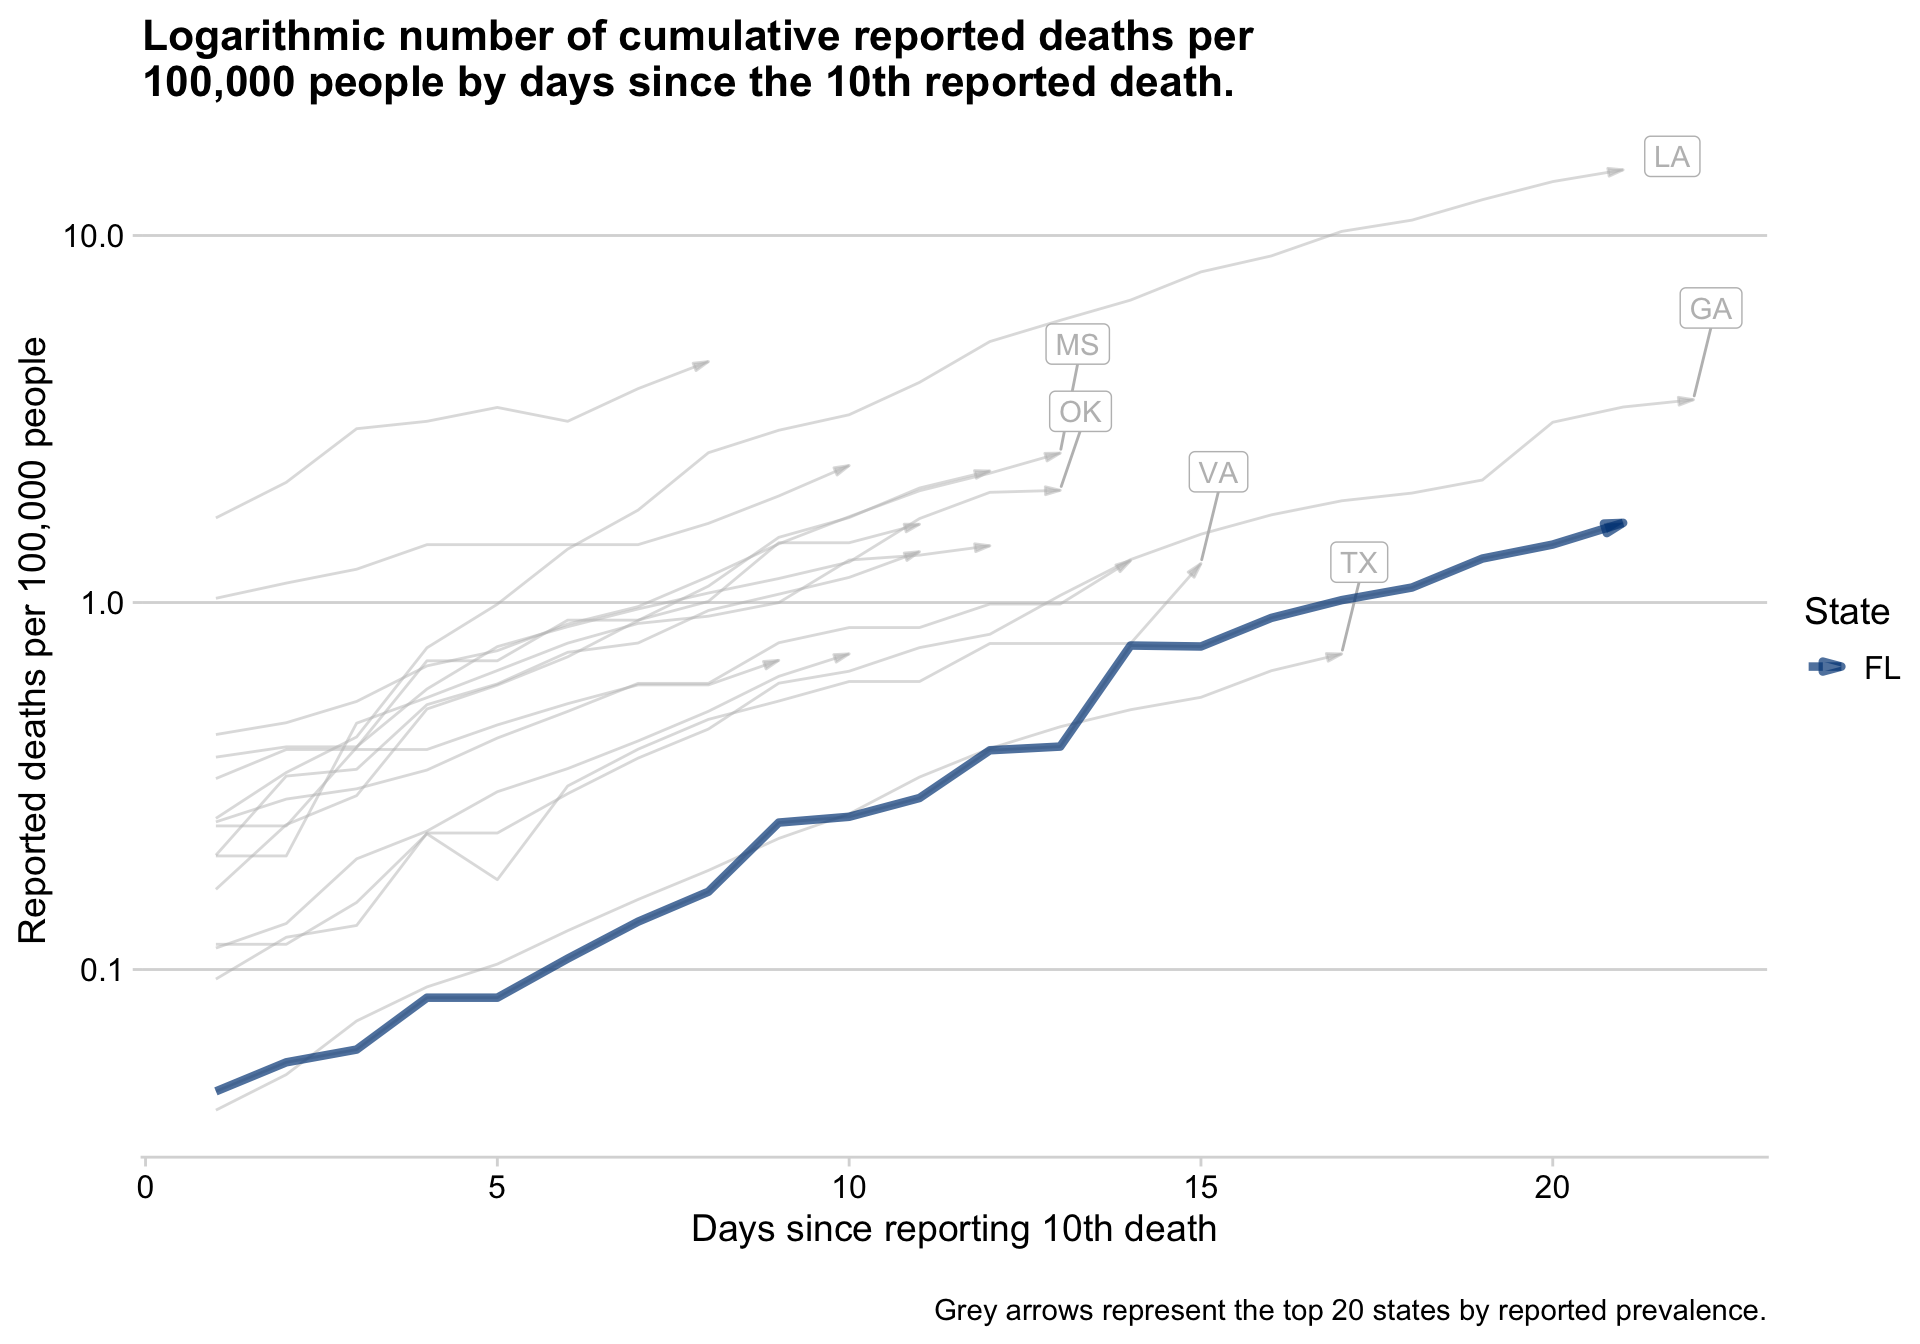 Logarithmic number of cumulative reported deaths per
100,000 people by days since the 10th reported death.
LA
10.0
GA
MS
OK
VA
TX
1.0
State
FL
0.1
Reported deaths per 100,000 people
0 5 10 15 20
Days since reporting 10th death
Grey arrows represent the top 20 states by reported prevalence.